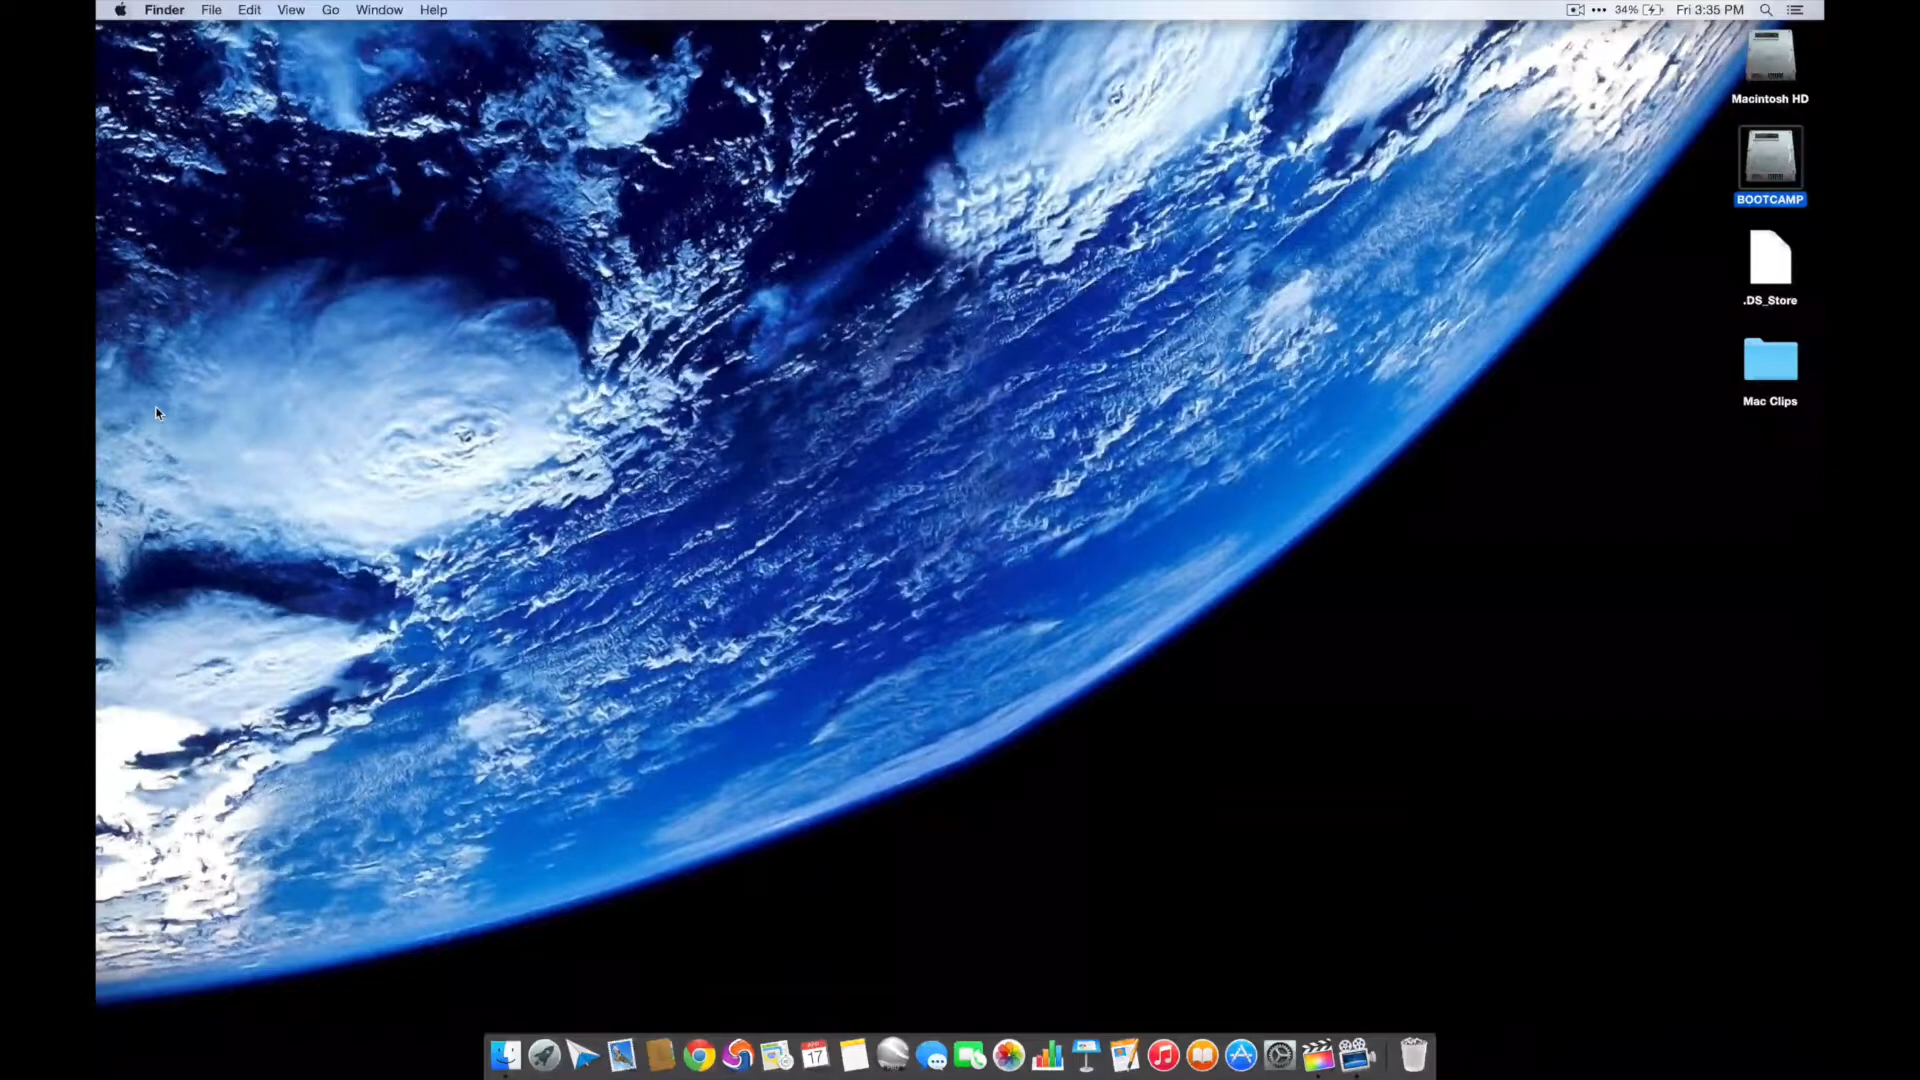 Finder File Edit View Go Window Help 34% Fri 3:35 PM
Macintosh HD
BOOTCAMP
.DS_Store
Mac Clips
17